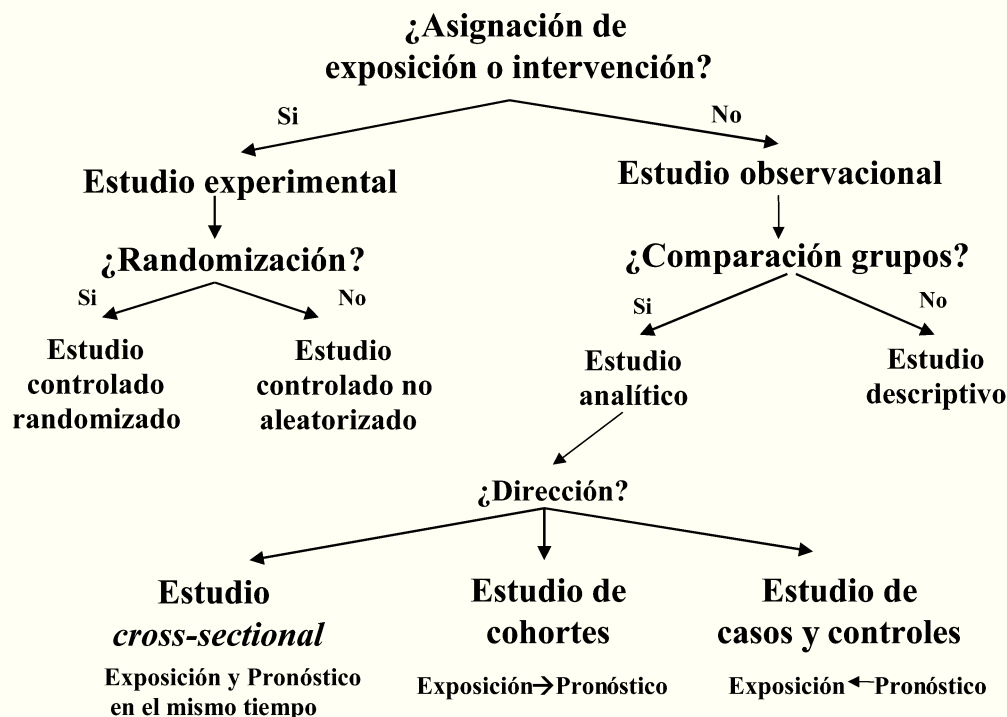 ¿Asignación de
exposición o intervención?
Si
No
Estudio experimental
Estudio observacional
¿Randomización?
¿Comparación grupos?
Si
No
Si
No
Estudio
controlado
randomizado
Estudio
controlado no
aleatorizado
Estudio
analítico
Estudio
descriptivo
¿Dirección?
Estudio
cross-sectional
Exposición y Pronóstico
en el mismo tiempo
Estudio de
cohortes
Exposición→Pronóstico
Estudio de
casos y controles
Exposición←Pronóstico